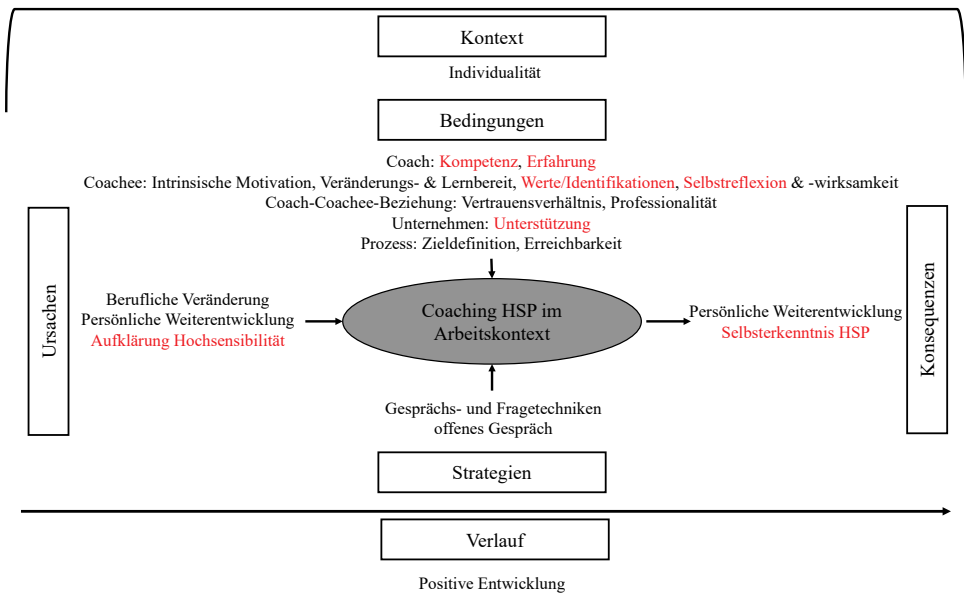 Kontext
Individualität
Bedingungen
Coach: Kompetenz, Erfahrung
Coachee: Intrinsische Motivation, Veränderungs- & Lernbereit, Werte/Identifikationen, Selbstreflexion & -wirksamkeit
Coach-Coachee-Beziehung: Vertrauensverhältnis, Professionalität
Unternehmen: Unterstützung
Prozess: Zieldefinition, Erreichbarkeit
Ursachen
Berufliche Veränderung
Persönliche Weiterentwicklung
Aufklärung Hochsensibilität
Coaching HSP im
Arbeitskontext
Persönliche Weiterentwicklung
Selbsterkenntnis HSP
Konsequenzen
Gesprächs- und Fragetechniken
offenes Gespräch
Strategien
Verlauf
Positive Entwicklung